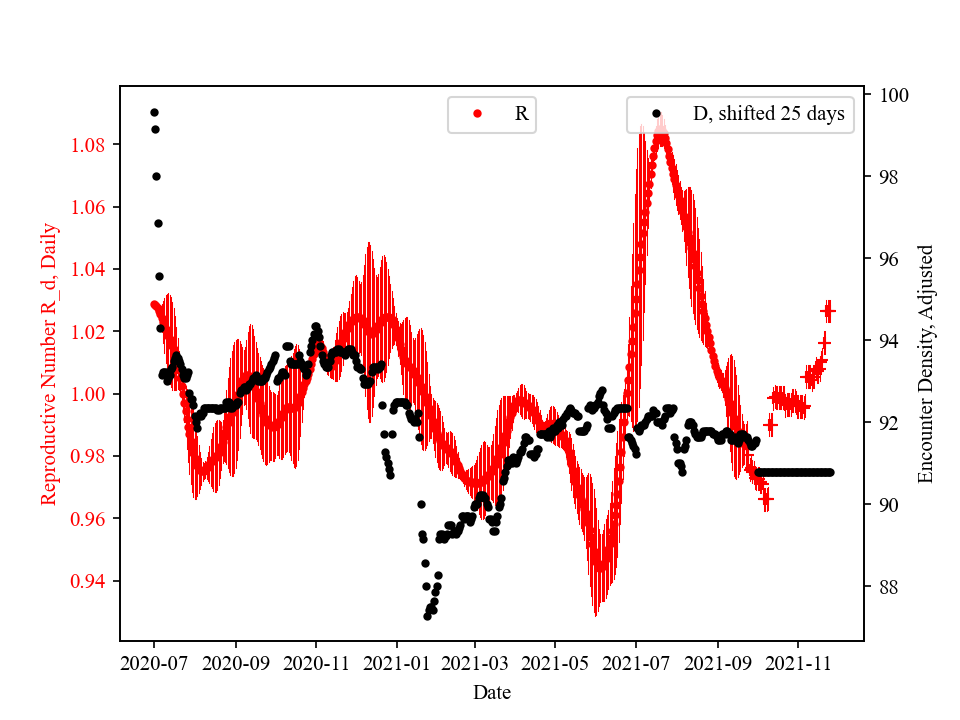 R
D, shifted 25 days
Reproductive Number R_d, Daily
1.08
1.06
1.04
1.02
1.00
0.98
0.96
0.94
100
98
96
94
92
90
88
Encounter Density, Adjusted
2020-07 2020-09 2020-11 2021-01 2021-03 2021-05 2021-07 2021-09 2021-11
Date